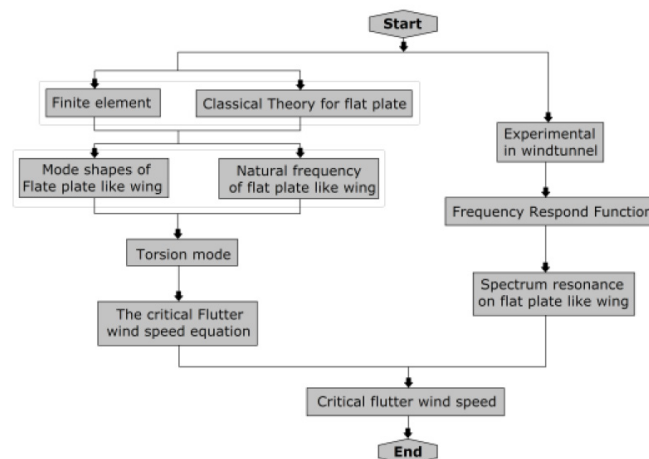 Start
Finite element
Classical Theory for flat plate
Experimental
in windtunnel
Mode shapes of
Flate plate like wing
Natural frequency
of flat plate like wing
Frequency Respond Function
Torsion mode
Spectrum resonance
on flat plate like wing
The critical Flutter
wind speed equation
Critical flutter wind speed
End